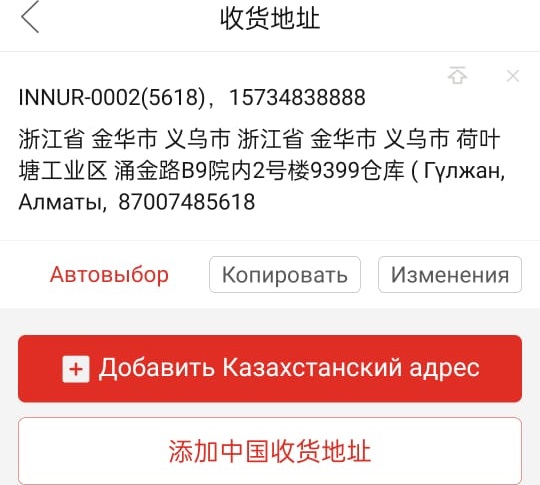 收货地址
INNUR-0002(5618)，15734838888
浙江省 金华市 义乌市 浙江省 金华市 义乌市 荷叶
塘工业区 涌金路B9院内2号楼9399仓库 ( Гүлжан,
Алматы, 87007485618
Автовыбор
Копировать
Изменения
Добавить Казахстанский адрес
添加中国收货地址